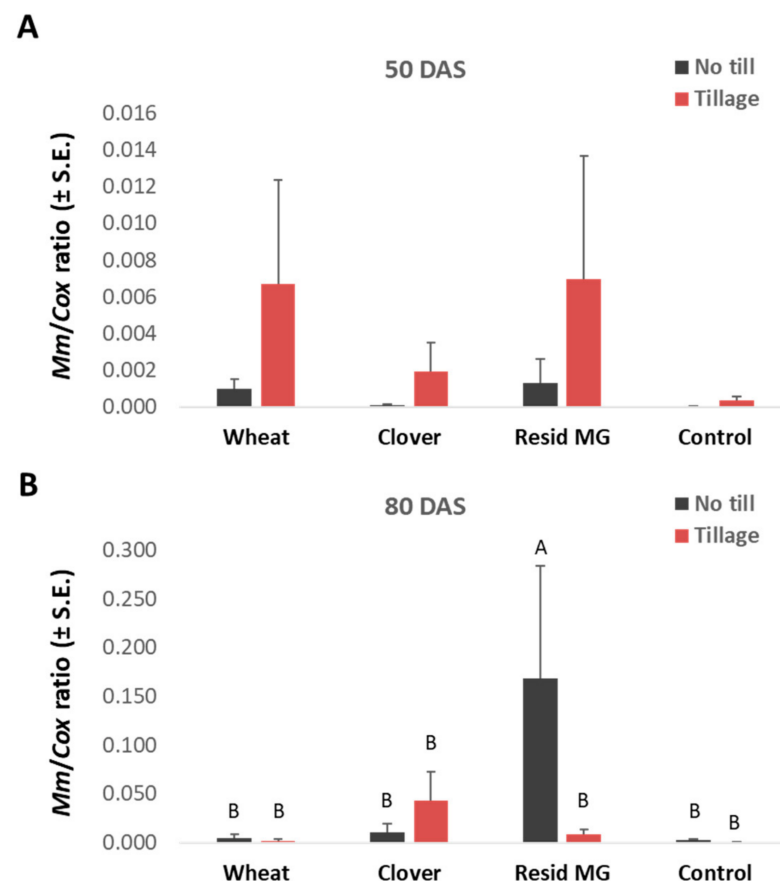 A
50 DAS
No till
Tillage
Mm/Cox ratio (± S.E.)
0.016
0.014
0.012
0.010
0.008
0.006
0.004
0.002
0.000
Wheat Clover Resid MG Control
B
80 DAS
No till
Tillage
Mm/Cox ratio (± S.E.)
0.300
0.250
0.200
0.150
0.100
0.050
0.000
A
B
B B B B B B
Wheat Clover Resid MG Control